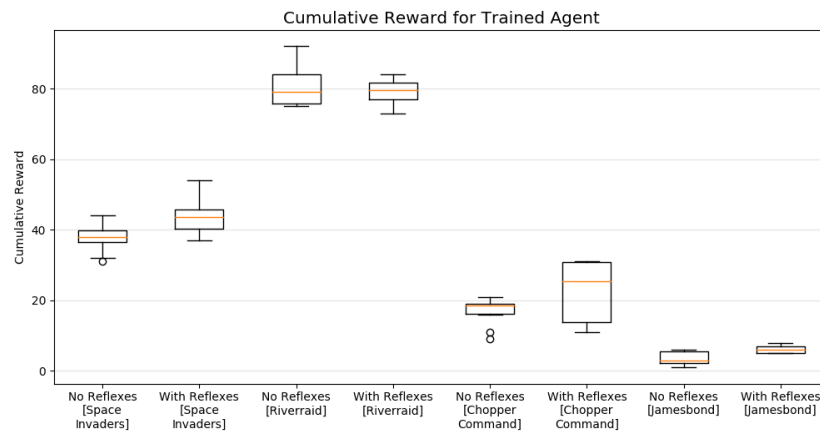 Cumulative Reward for Trained Agent
Cumulative Reward
80
60
40
20
0
No Reflexes
[Space
Invaders]
With Reflexes
[Space
Invaders]
No Reflexes
[Riverraid]
With Reflexes
[Riverraid]
No Reflexes
[Chopper
Command]
With Reflexes
[Chopper
Command]
No Reflexes
[Jamesbond]
With Reflexes
[Jamesbond]